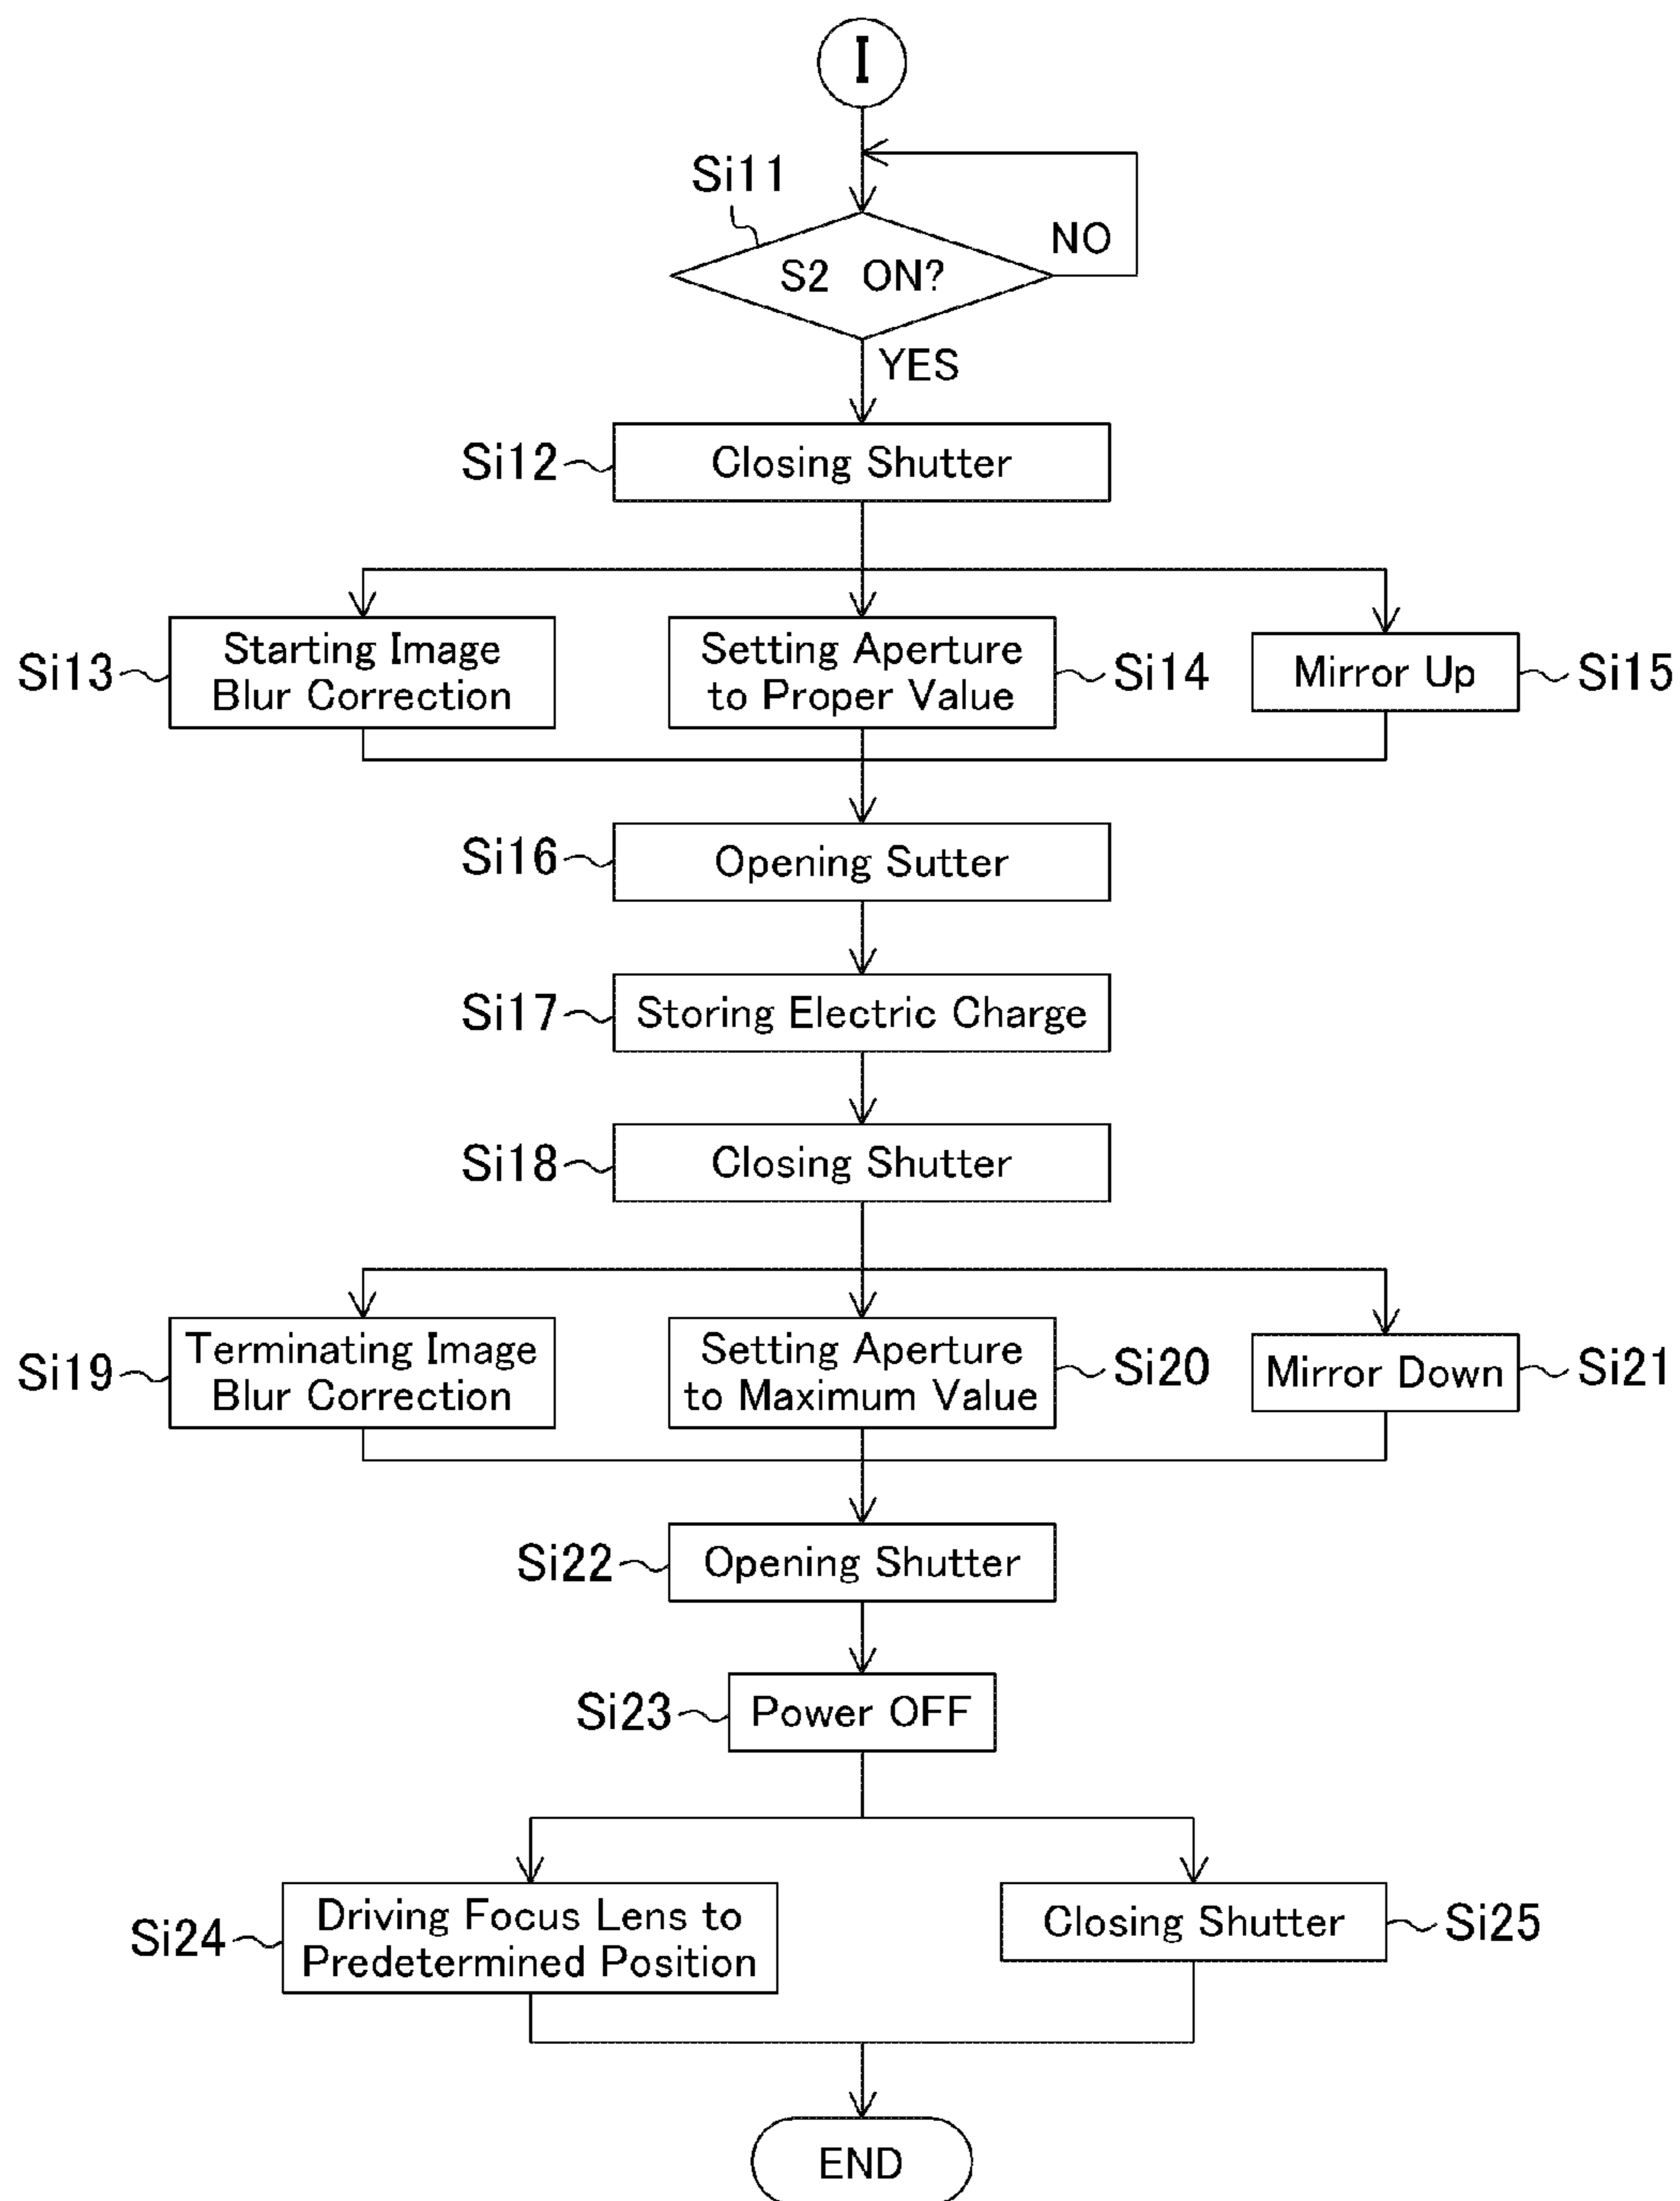 I
Si11
NO
S2 ON?
YES
Si12
Closing Shutter
Si13
Starting Image
Blur Correction
Setting Aperture
to Proper Value
Si14
Mirror Up
Si15
Si16
Opening Sutter
Si17
Storing Electric Charge
Si18
Closing Shutter
Si19
Terminating Image
Blur Correction
Setting Aperture
to Maximum Value
Si20
Mirror Down
Si21
Si22
Opening Shutter
Si23
Power OFF
Si24
Driving Focus Lens to
Predetermined Position
Closing Shutter
Si25
END